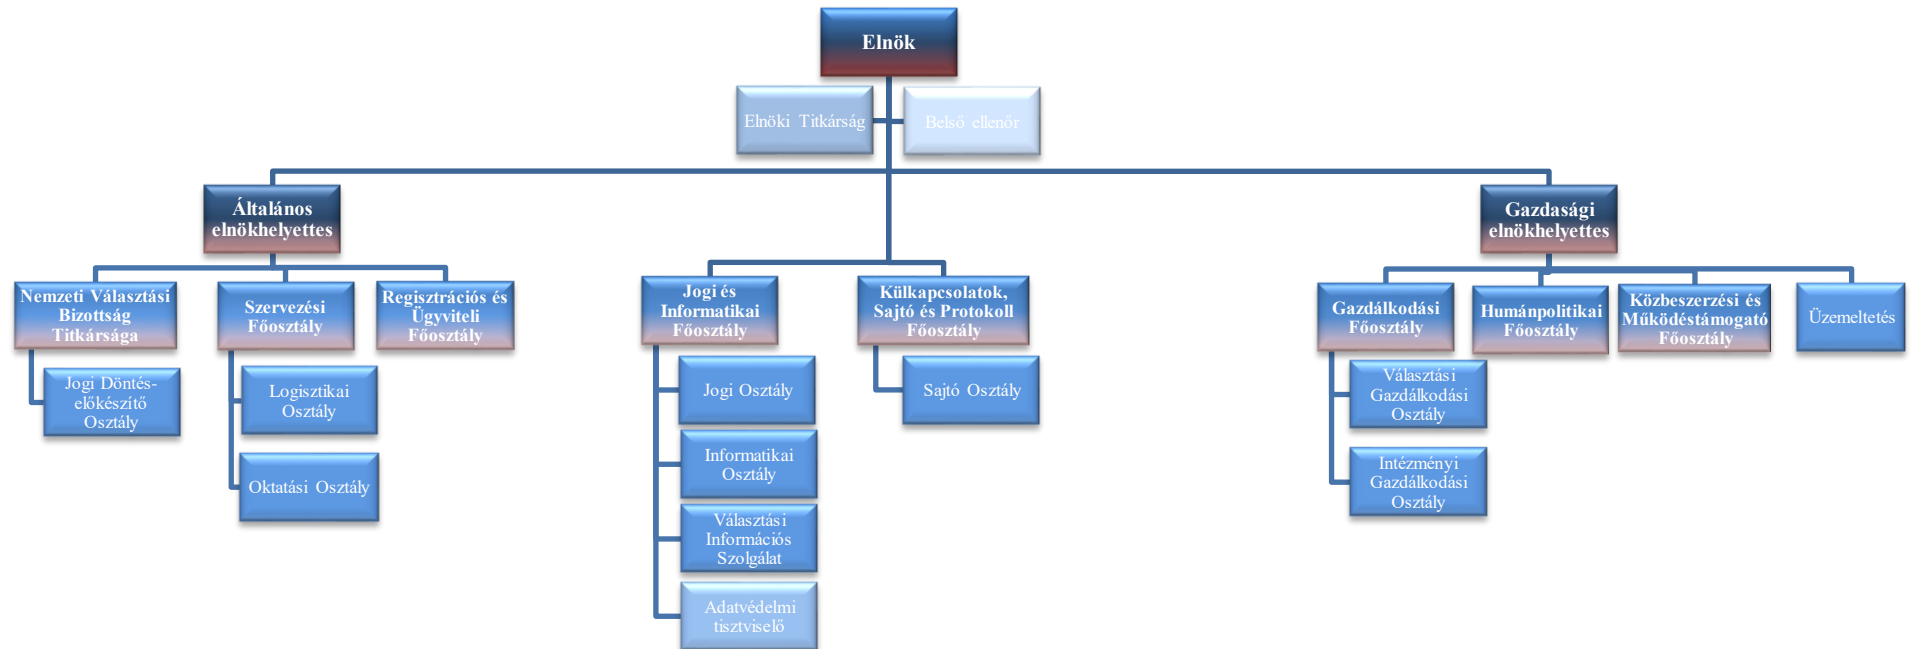 Elnök
Elnöki Titkárság
Belső ellenőr
Általános
elnökhelyettes
Gazdasági
elnökhelyettes
Nemzeti Választási
Bizottság
Titkársága
Szervezési
Főosztály
Regisztrációs és
Ügyviteli
Főosztály
Jogi és
Informatikai
Főosztály
Külkapcsolatok,
Sajtó és Protokoll
Főosztály
Gazdálkodási
Főosztály
Humánpolitikai
Főosztály
Közbeszerzési és
Működéstámogató
Főosztály
Üzemeltetés
Jogi Döntés-
előkészítő
Osztály
Logisztikai
Osztály
Oktatási Osztály
Jogi Osztály
Informatikai
Osztály
Választási
Információs
Szolgálat
Adatvédelmi
tisztviselő
Sajtó Osztály
Választási
Gazdálkodási
Osztály
Intézményi
Gazdálkodási
Osztály